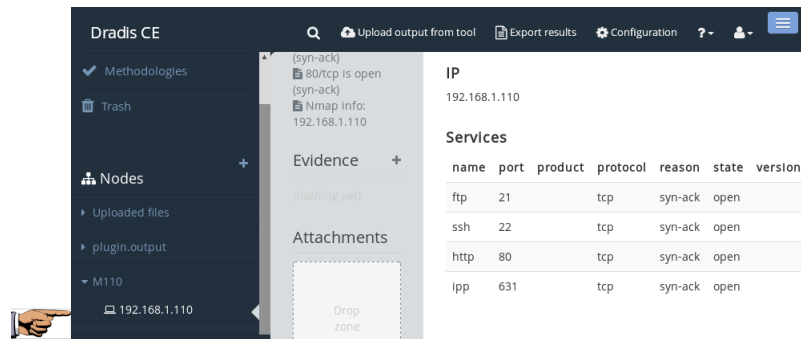 Dradis CE
Upload output from tool
Export results
Configuration
?
Methodologies
Trash
Nodes
Uploaded files
plugin.output
M110
192.168.1.110
(syn-ack)
80/tcp is open
(syn-ack)
Nmap info:
192.168.1.110
Evidence +
(nothing yet)
Attachments
Drop
zone
IP
192.168.1.110
Services
name port product protocol reason state version
ftp 21 tcp syn-ack open
ssh 22 tcp syn-ack open
http 80 tcp syn-ack open
ipp 631 tcp syn-ack open